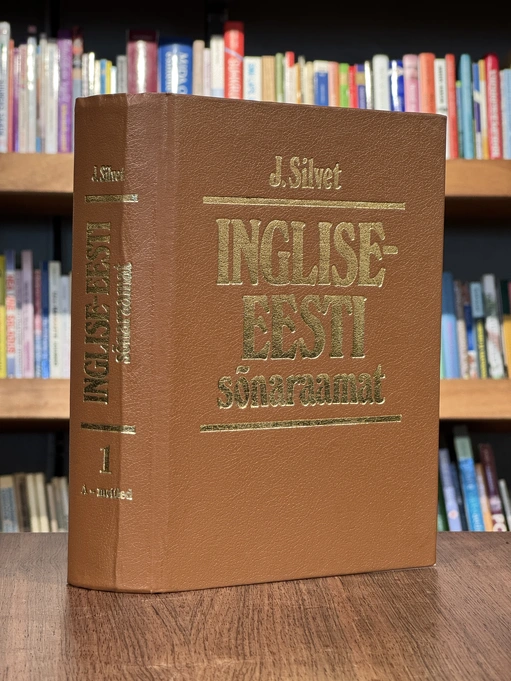 J. Silvet
INGLISE-EESTI
sõnaraamat
1
J. Silvet
INGLISE-
EESTI
sõnaraamat